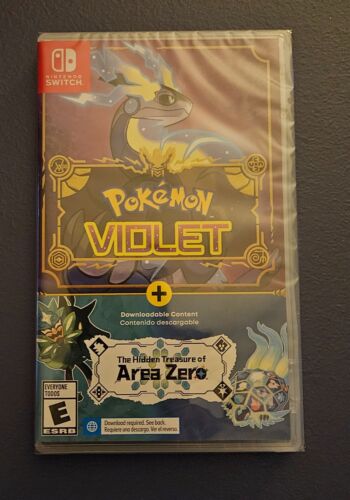 NINTENDO
SWITCH
POKÉMON
VIOLET
+
Downloadable Content
Contenido descargable
The Hidden Treasure of
Area Zero
EVERYONE
TODOS
E
ESRB
Download required. See back.
Requiere una descarga. Ver el reverso.